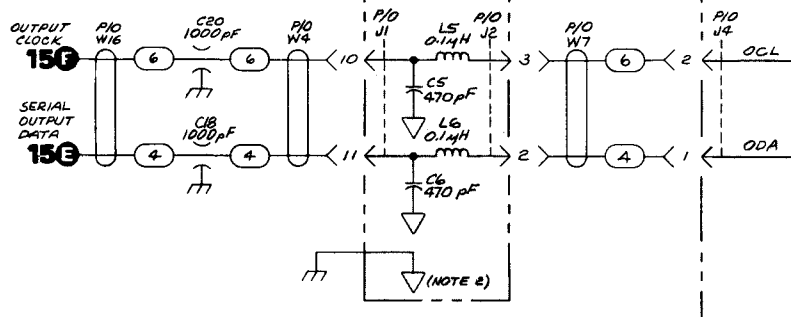 OUTPUT CLOCK
15F
P/O W16
6
C20 1000pF
6
P/O W4
10
P/O J1
C5 470pF
L5 0.1µH
P/O J2
3
P/O W7
6
2
P/O J4
OCL
SERIAL OUTPUT DATA
15E
4
C18 1000pF
4
11
C6 470pF
L6 0.1µH
2
4
1
ODA
(NOTE 2)